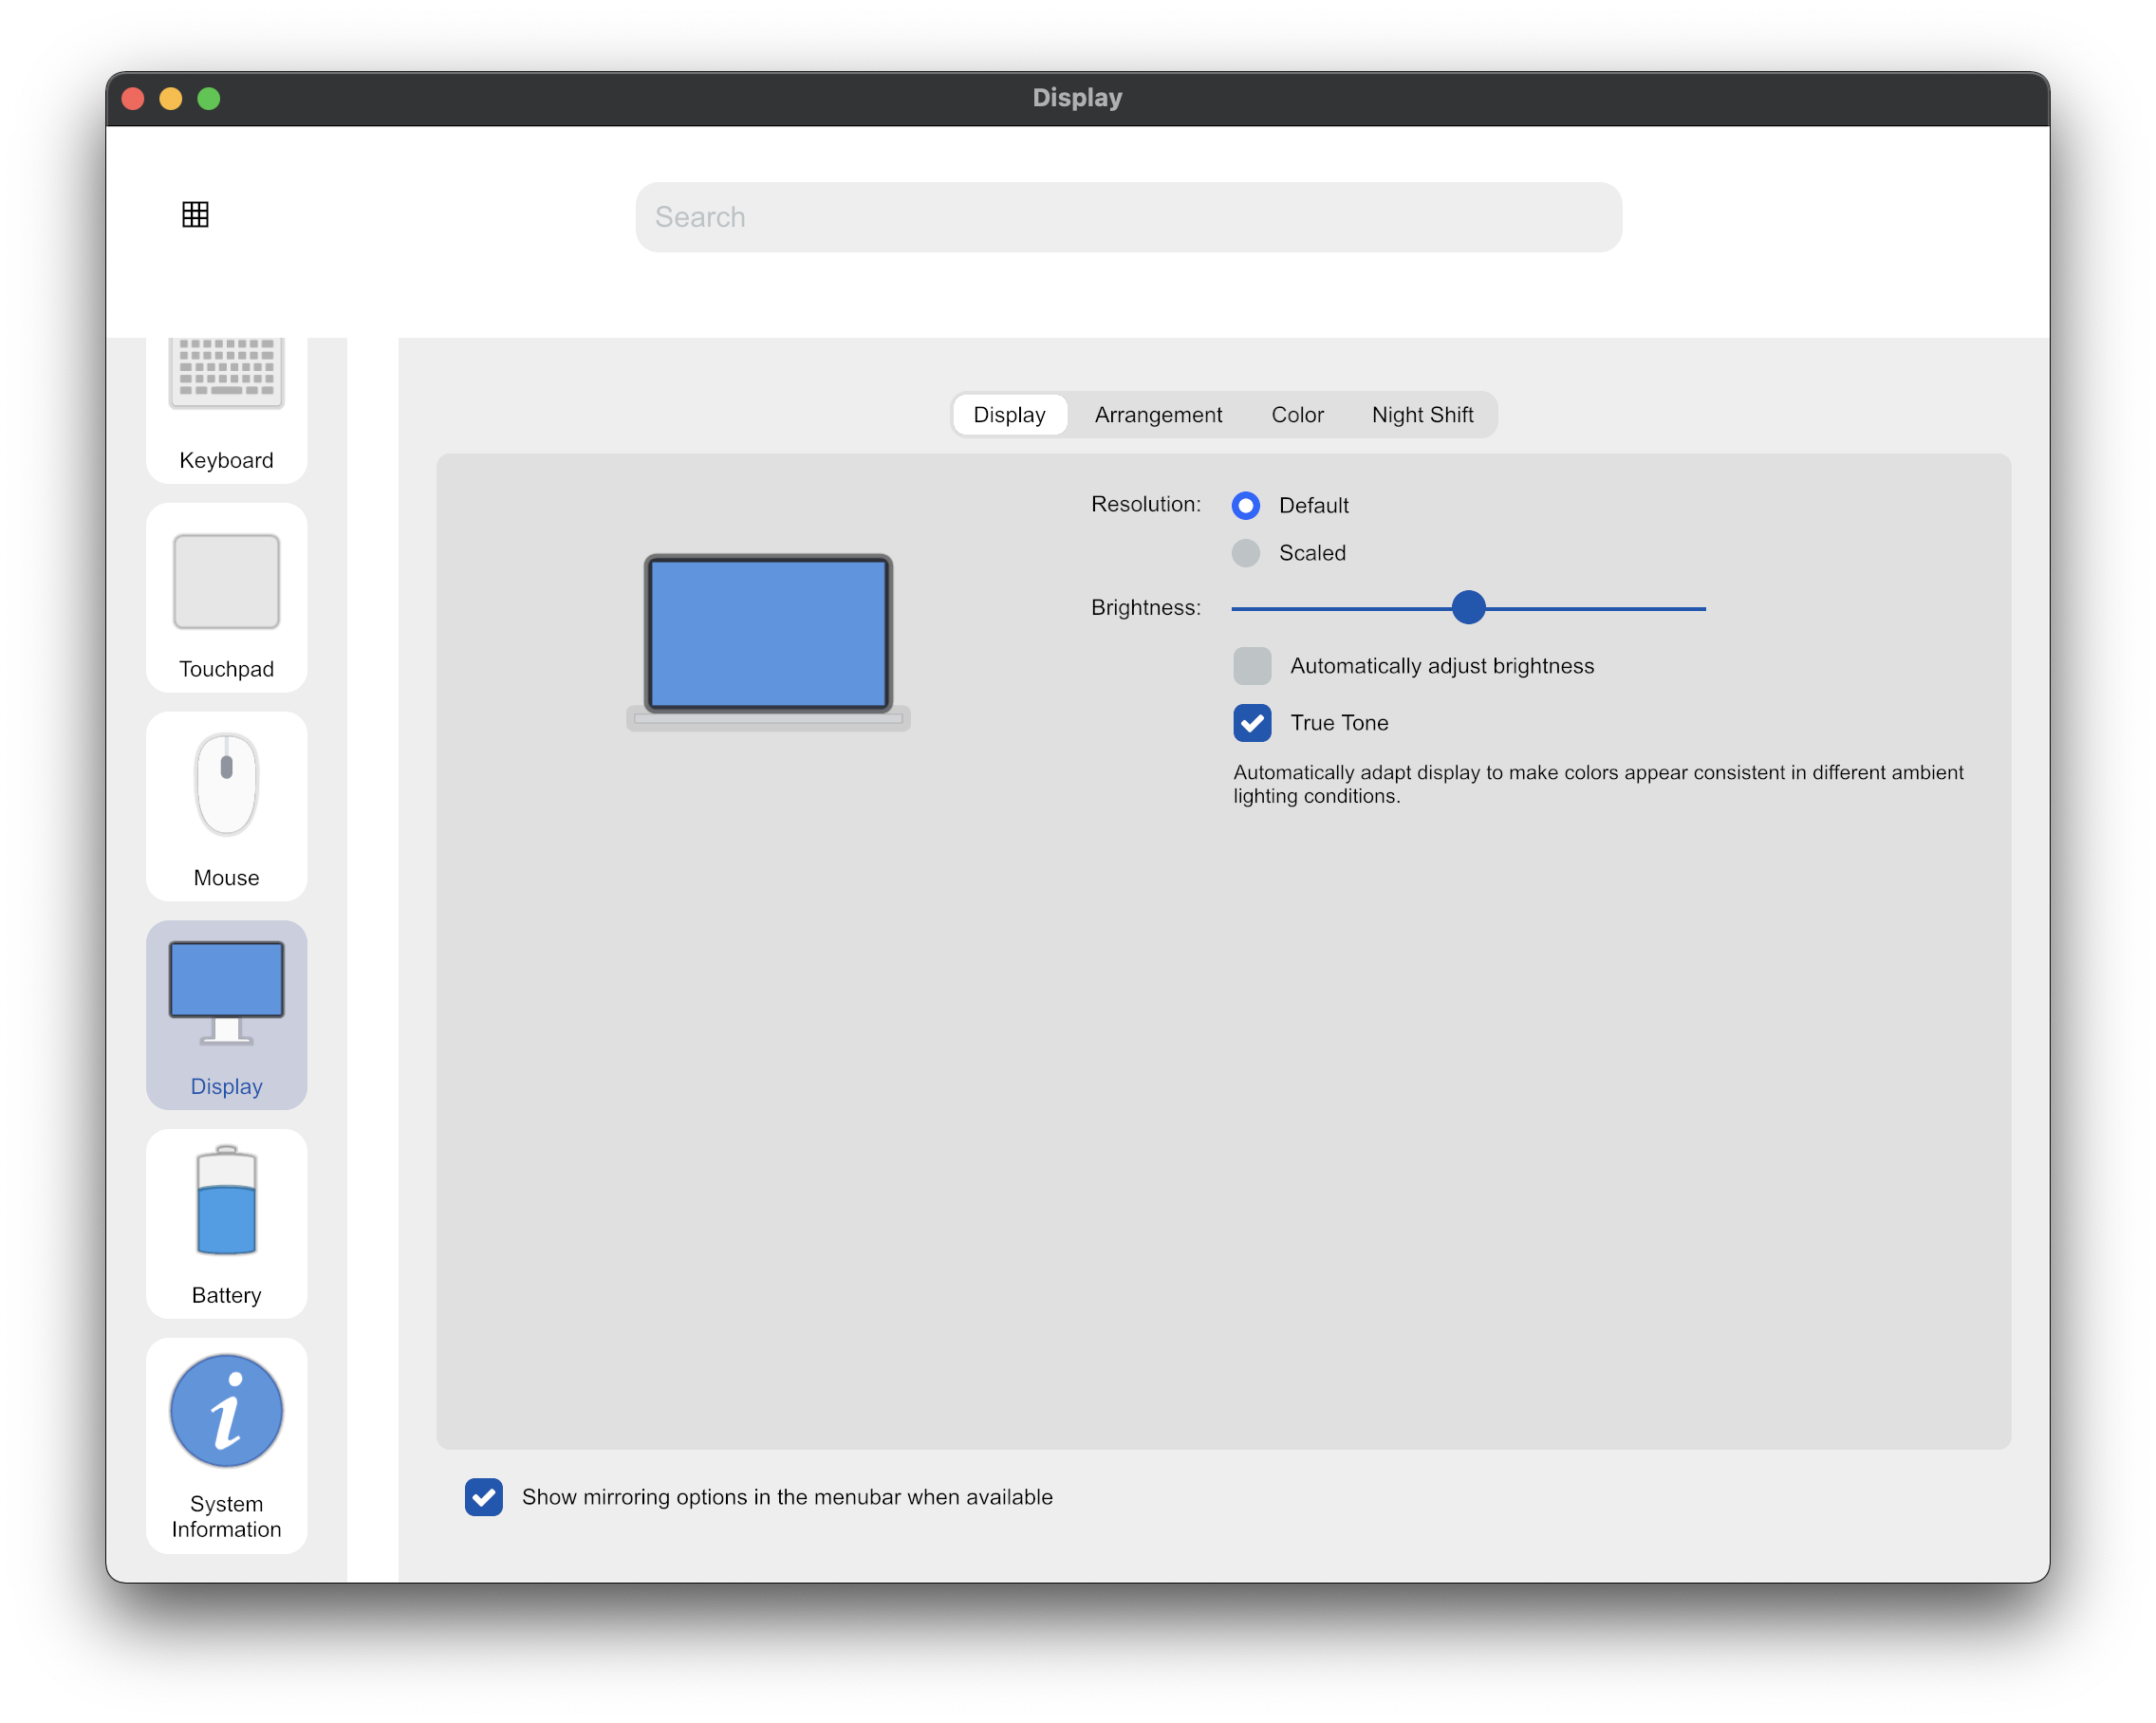 Display
Search
Keyboard
Touchpad
Mouse
Display
Battery
System
Information
Display
Arrangement
Color
Night Shift
Resolution:
Default
Scaled
Brightness:
Automatically adjust brightness
True Tone
Automatically adapt display to make colors appear consistent in different ambient
lighting conditions.
Show mirroring options in the menubar when available